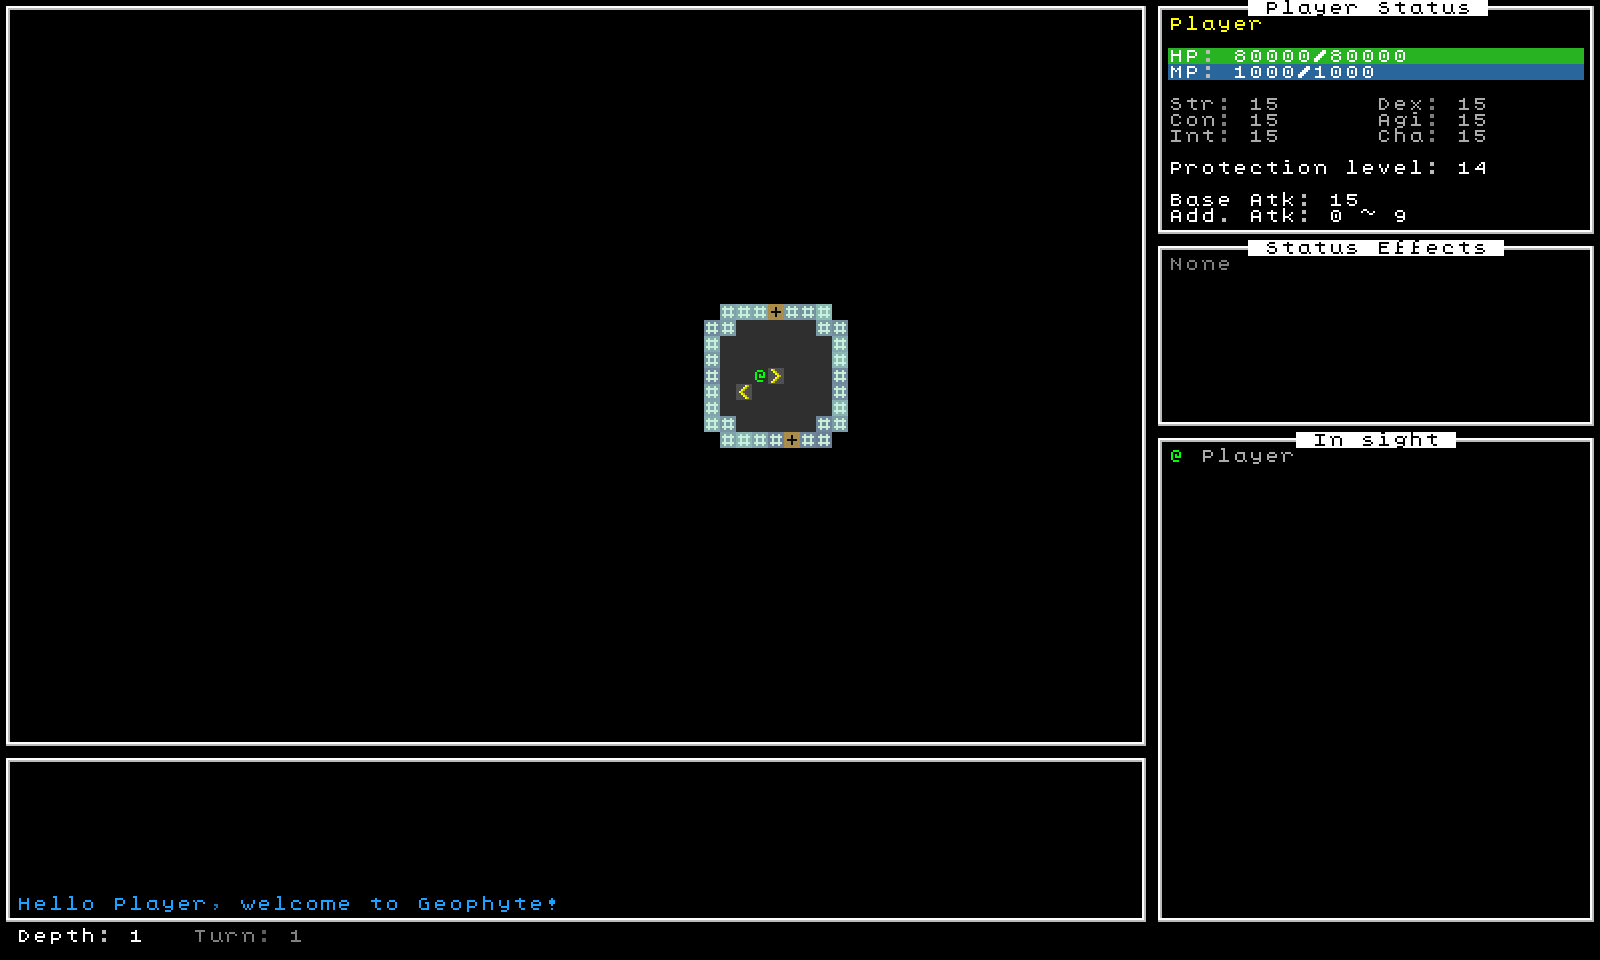 Player Status
Player
HP: 80000/80000
MP: 1000/1000
Str: 15 Dex: 15
Con: 15 Agi: 15
Int: 15 Cha: 15
Protection level: 14
Base Atk: 15
Add. Atk: 0 ~ 9
Status Effects
None
###+###
## ##
# #
# #
# @> #
# < #
# #
## ##
####+##
In sight
@ Player
Hello Player, welcome to Geophyte!
Depth: 1 Turn: 1